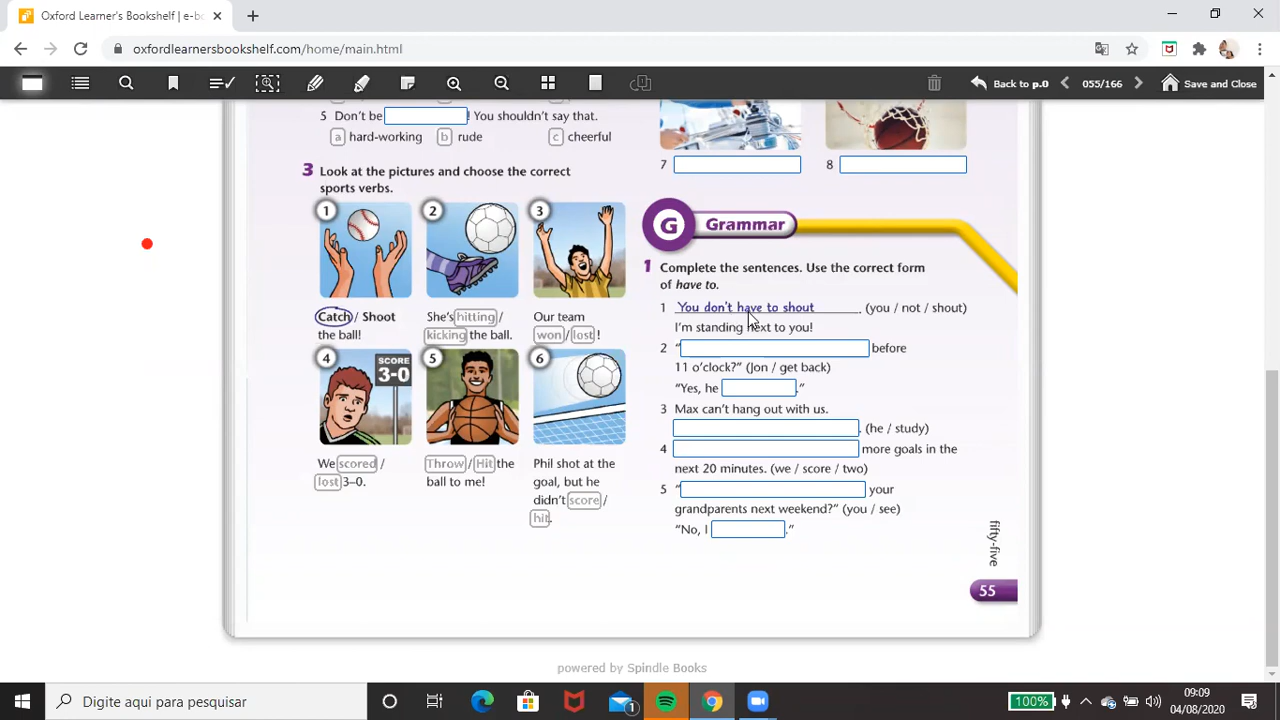 Oxford Learner's Bookshelf | e-bo
oxfordlearnersbookshelf.com/home/main.html
Back to p.0
055/166
Save and Close
5 Don't be ! You shouldn't say that.
a hard-working b rude c cheerful
3 Look at the pictures and choose the correct
sports verbs.
1
2
3
Catch / Shoot
the ball!
She's hitting /
kicking the ball.
Our team
won / lost !
4
SCORE
3-0
5
6
We scored /
lost 3–0.
Throw / Hit the
ball to me!
Phil shot at the
goal, but he
didn't score /
hit.
7
8
G Grammar
1 Complete the sentences. Use the correct form
of have to.
1 You don't have to shout . (you / not / shout)
I'm standing next to you!
2 “ before
11 o'clock?” (Jon / get back)
“Yes, he .”
3 Max can't hang out with us.
. (he / study)
4 more goals in the
next 20 minutes. (we / score / two)
5 “ your
grandparents next weekend?” (you / see)
“No, I .”
fifty-five
55
powered by Spindle Books
Digite aqui para pesquisar
1
100%
09:09
04/08/2020